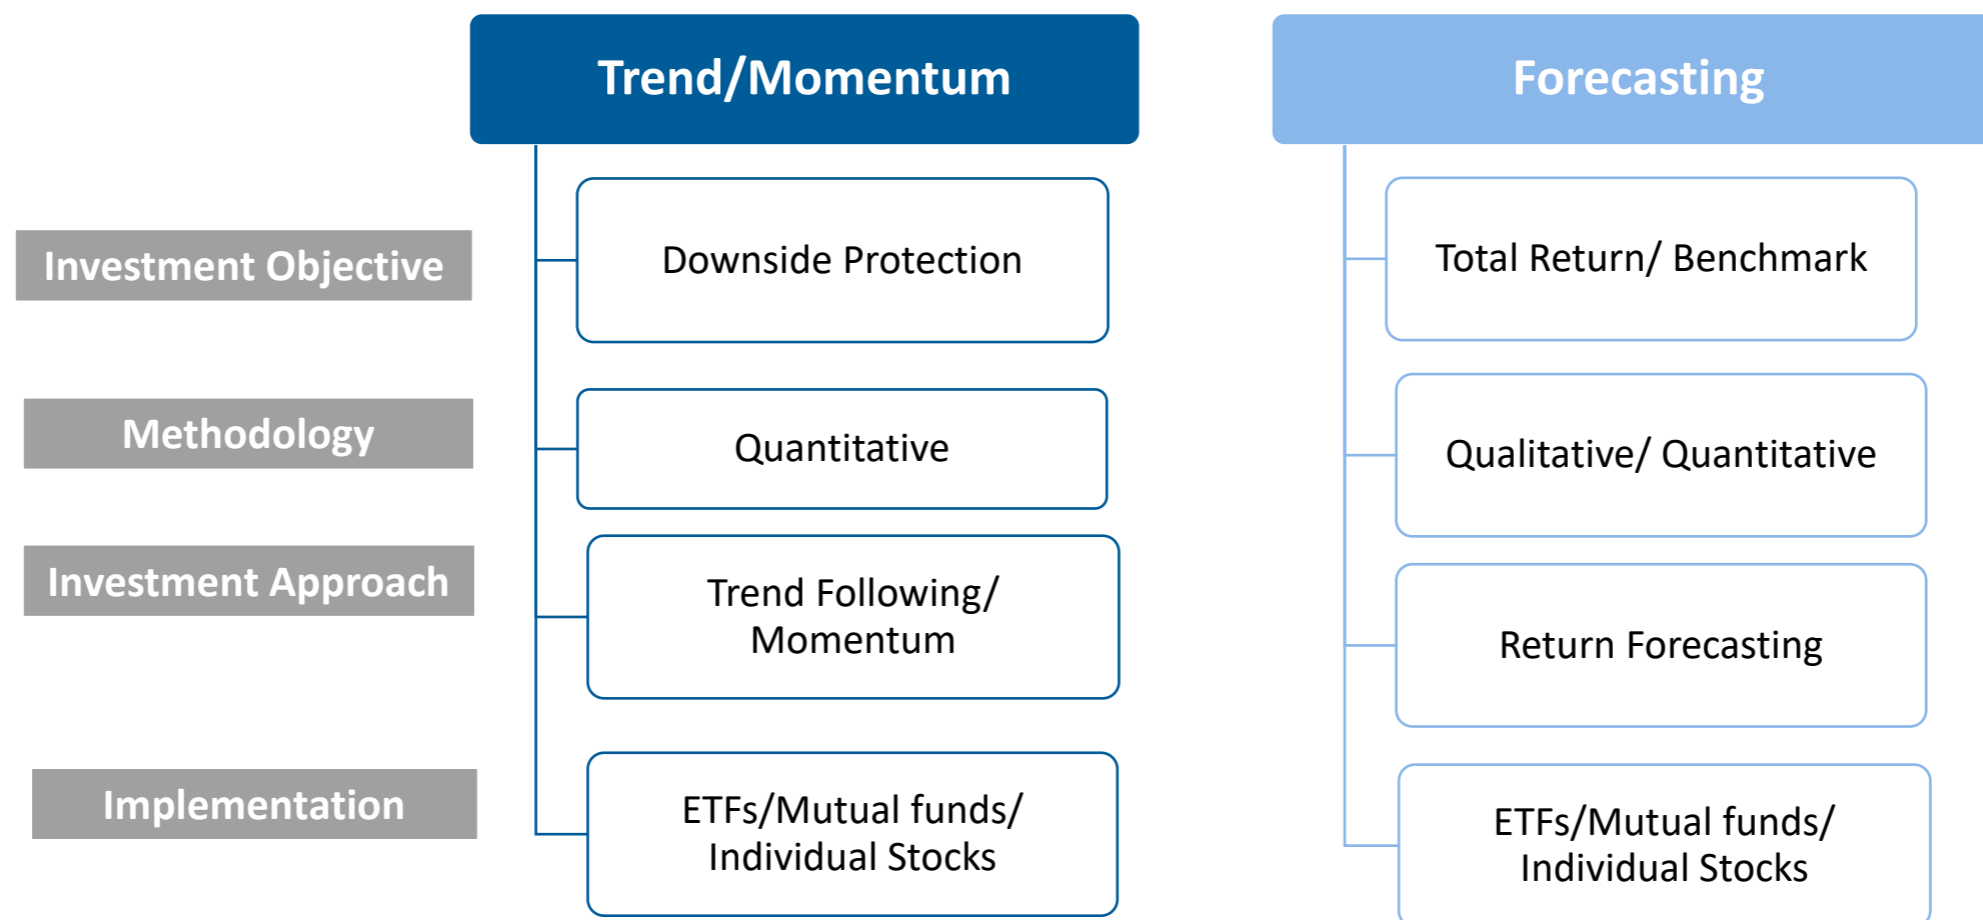 Trend/Momentum
Forecasting
Investment Objective
Downside Protection
Total Return/ Benchmark
Methodology
Quantitative
Qualitative/ Quantitative
Investment Approach
Trend Following/
Momentum
Return Forecasting
Implementation
ETFs/Mutual funds/
Individual Stocks
ETFs/Mutual funds/
Individual Stocks